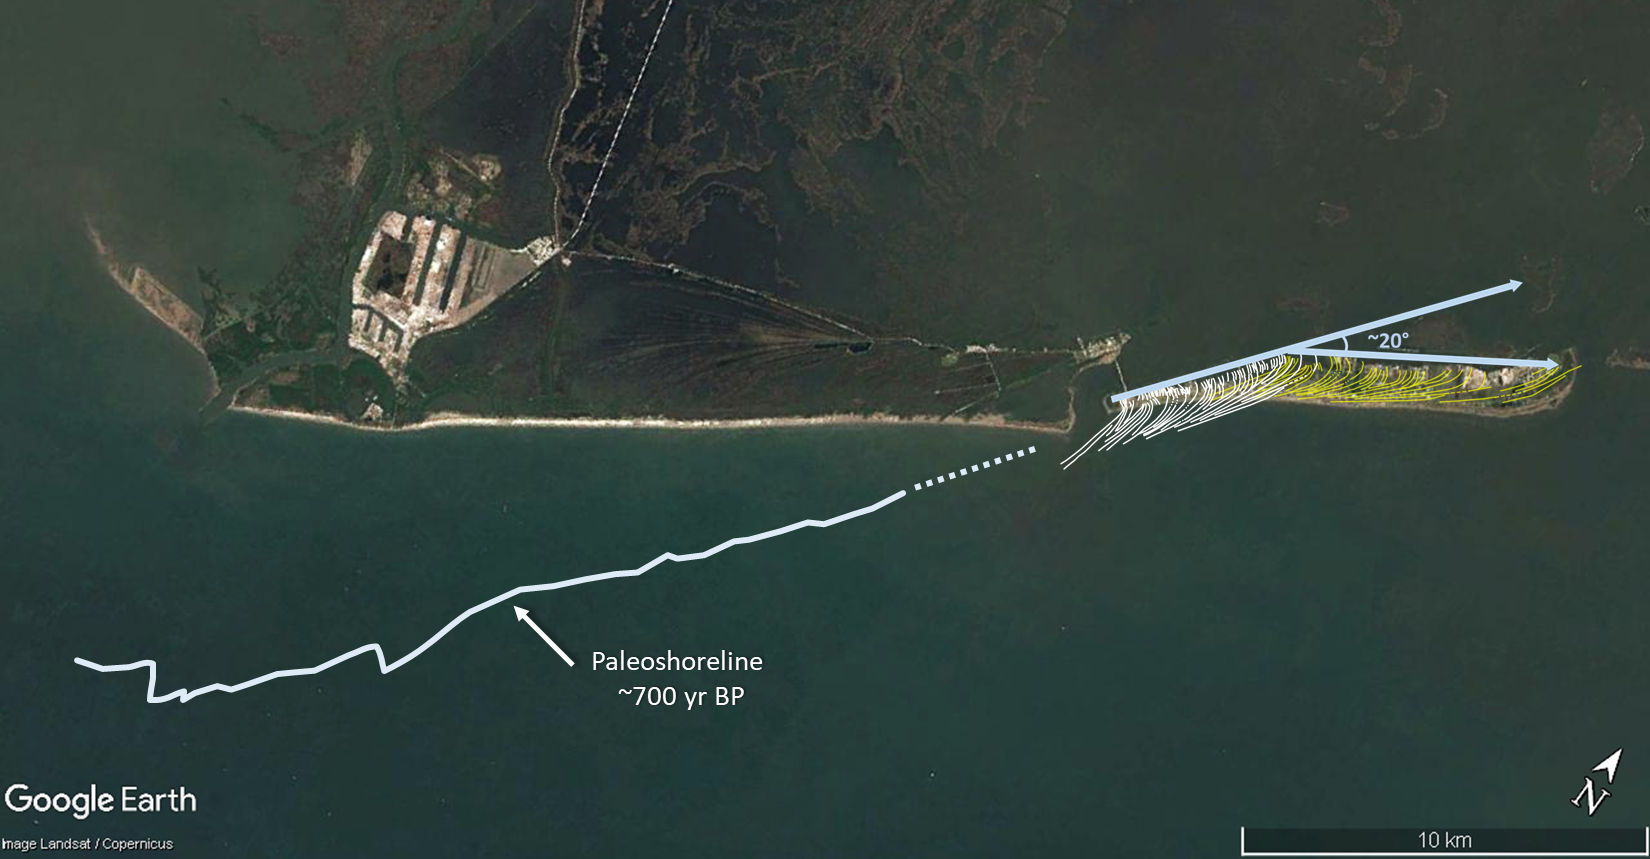 ~20°
Paleoshoreline
~700 yr BP
Google Earth
Image Landsat / Copernicus
N
10 km